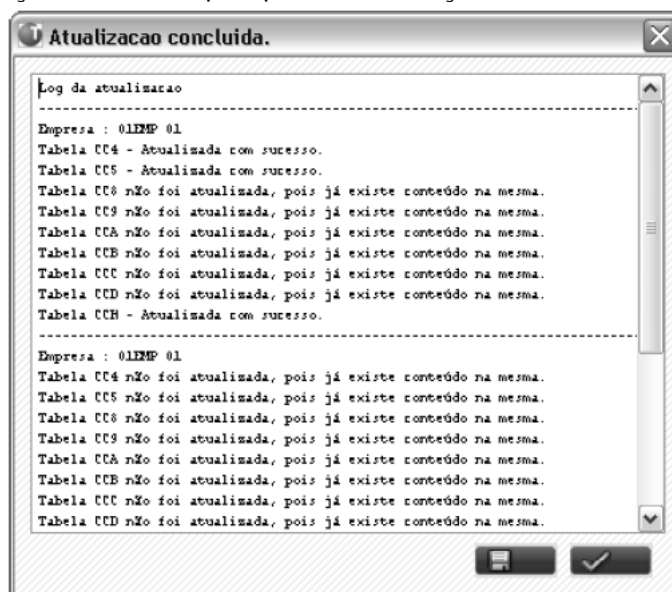 Atualizacao concluida.
Log da atualizacao
--------------------------------------------------------------------------------
Empresa : 01EMP 01
Tabela CC4 - Atualizada com sucesso.
Tabela CC5 - Atualizada com sucesso.
Tabela CC8 nÃo foi atualizada, pois já existe conteúdo na mesma.
Tabela CC9 nÃo foi atualizada, pois já existe conteúdo na mesma.
Tabela CCA nÃo foi atualizada, pois já existe conteúdo na mesma.
Tabela CCB nÃo foi atualizada, pois já existe conteúdo na mesma.
Tabela CCC nÃo foi atualizada, pois já existe conteúdo na mesma.
Tabela CCD nÃo foi atualizada, pois já existe conteúdo na mesma.
Tabela CCH - Atualizada com sucesso.
--------------------------------------------------------------------------------
Empresa : 01EMP 01
Tabela CC4 nÃo foi atualizada, pois já existe conteúdo na mesma.
Tabela CC5 nÃo foi atualizada, pois já existe conteúdo na mesma.
Tabela CC8 nÃo foi atualizada, pois já existe conteúdo na mesma.
Tabela CC9 nÃo foi atualizada, pois já existe conteúdo na mesma.
Tabela CCA nÃo foi atualizada, pois já existe conteúdo na mesma.
Tabela CCB nÃo foi atualizada, pois já existe conteúdo na mesma.
Tabela CCC nÃo foi atualizada, pois já existe conteúdo na mesma.
Tabela CCD nÃo foi atualizada, pois já existe conteúdo na mesma.